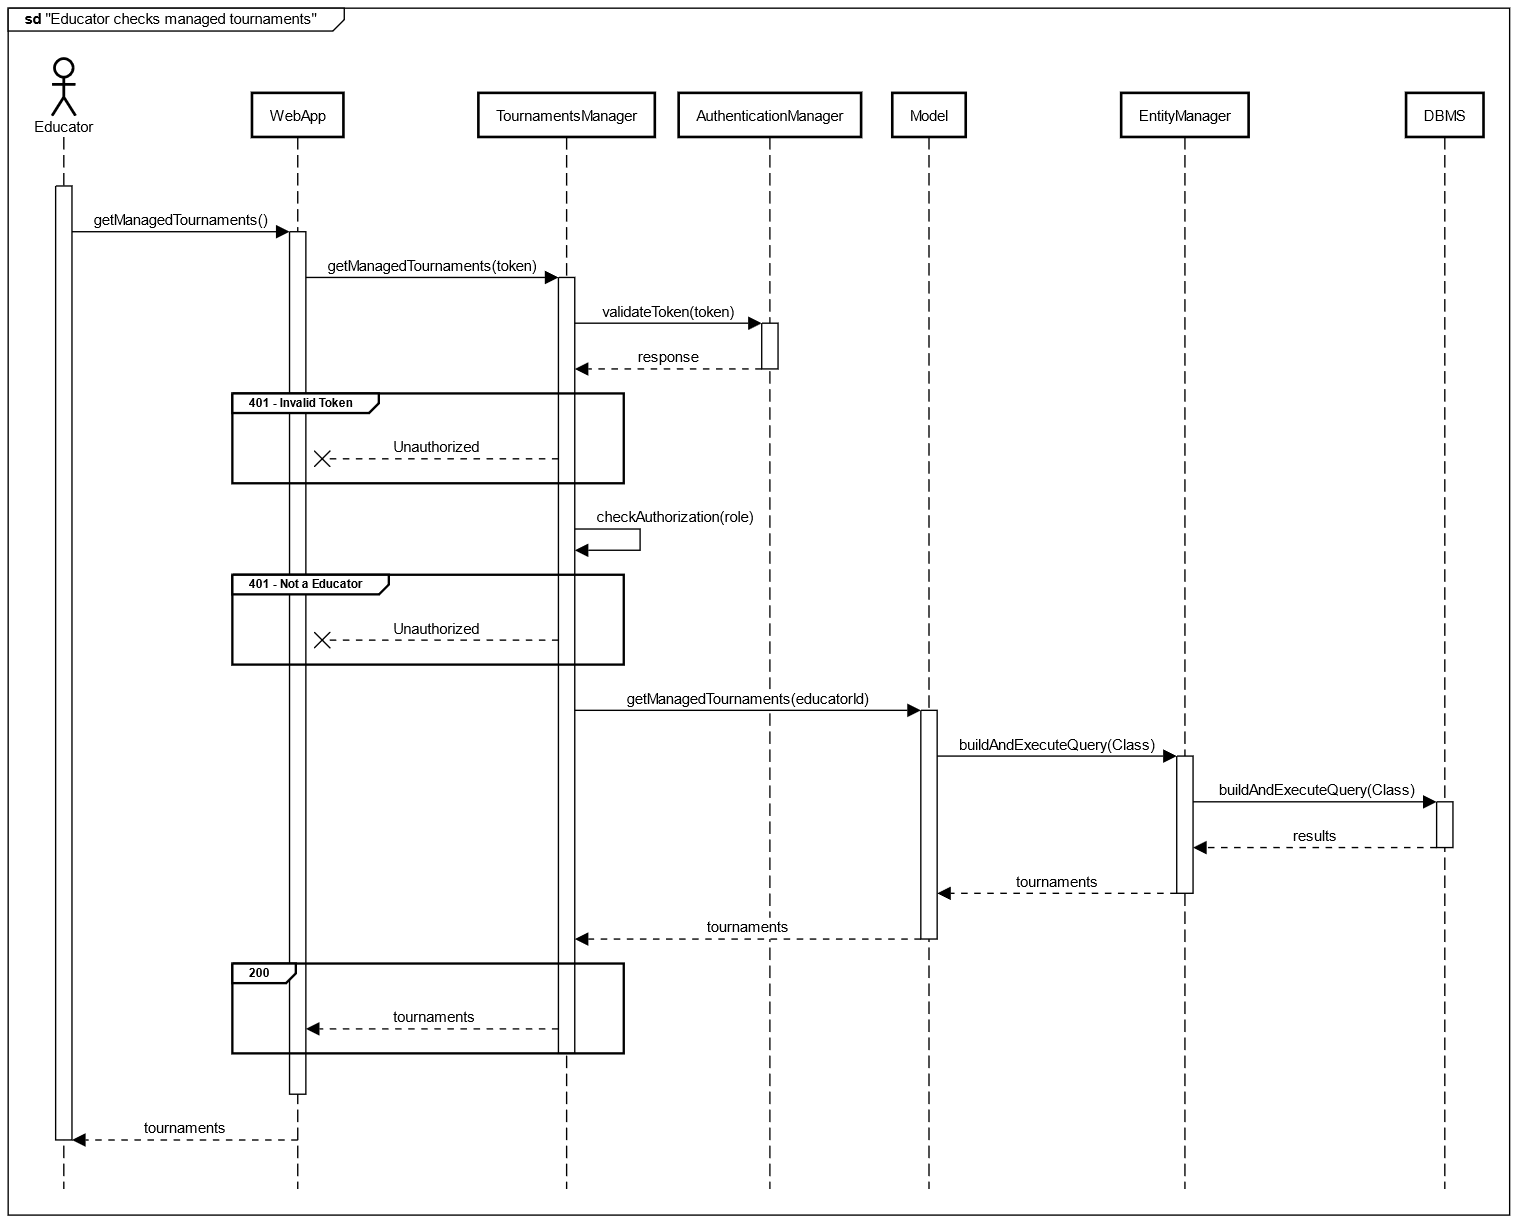 sd "Educator checks managed tournaments"
Educator
WebApp
TournamentsManager
AuthenticationManager
Model
EntityManager
DBMS
getManagedTournaments()
getManagedTournaments(token)
validateToken(token)
response
401 - Invalid Token
Unauthorized
checkAuthorization(role)
401 - Not a Educator
Unauthorized
getManagedTournaments(educatorId)
buildAndExecuteQuery(Class)
buildAndExecuteQuery(Class)
results
tournaments
tournaments
200
tournaments
tournaments